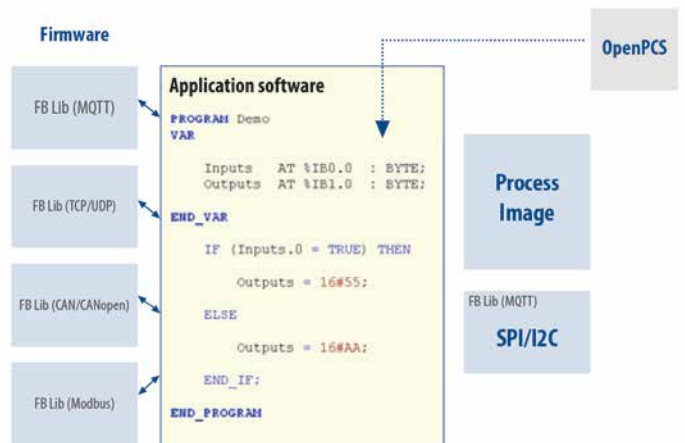 Firmware
OpenPCS
FB Lib (MQTT)
FB Lib (TCP/UDP)
FB Lib (CAN/CANopen)
FB Lib (Modbus)
Application software
PROGRAM Demo
VAR
Inputs AT %IB0.0 : BYTE;
Outputs AT %IB1.0 : BYTE;
END_VAR
IF (Inputs.0 = TRUE) THEN
Outputs = 16#55;
ELSE
Outputs = 16#AA;
END_IF;
END_PROGRAM
Process
Image
FB Lib (MQTT)
SPI/I2C